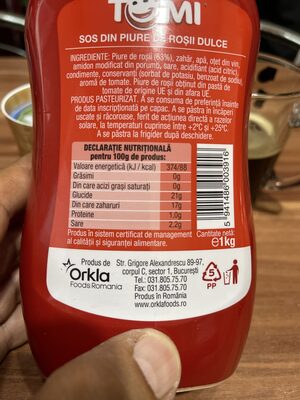 TOMI
SOS DIN PIURE DE ROȘII DULCE
INGREDIENTE: Piure de roșii (63%), zahăr, apă, oțet din vin,
amidon modificat din porumb, sare, acidifiant (acid citric),
condimente, conservanți (sorbat de potasiu, benzoat de sodiu),
aromă de tomate. Piure de roșii obținut din pastă de
tomate de origine UE și din afara UE.
PRODUS PASTEURIZAT. A se consuma de preferință înainte
de data inscripționată pe capac. A se păstra în încăperi
uscate și răcoroase, ferit de acțiunea directă a razelor
solare, la temperaturi cuprinse între +2°C și +25°C.
A se păstra la frigider după deschidere.
DECLARAȚIE NUTRIȚIONALĂ
pentru 100g de produs:
Valoare energetică (kJ / kcal) 374/88
Grăsimi 0g
Din care acizi grași saturați 0g
Glucide 21g
Din care zaharuri 17g
Proteine 1.0g
Sare 2.2g
5 941486 003916
Produs in sistem certificat de management
al calității și siguranței alimentare.
Cantitate netă:
℮1kg
Produs de
Orkla
Foods Romania
Str. Grigore Alexandrescu 89-97,
corpul C, sector 1, București
Tel.: 031.805.75.70
Fax: 031.805.75.70
Produs în România
www.orklafoods.ro
5
PP